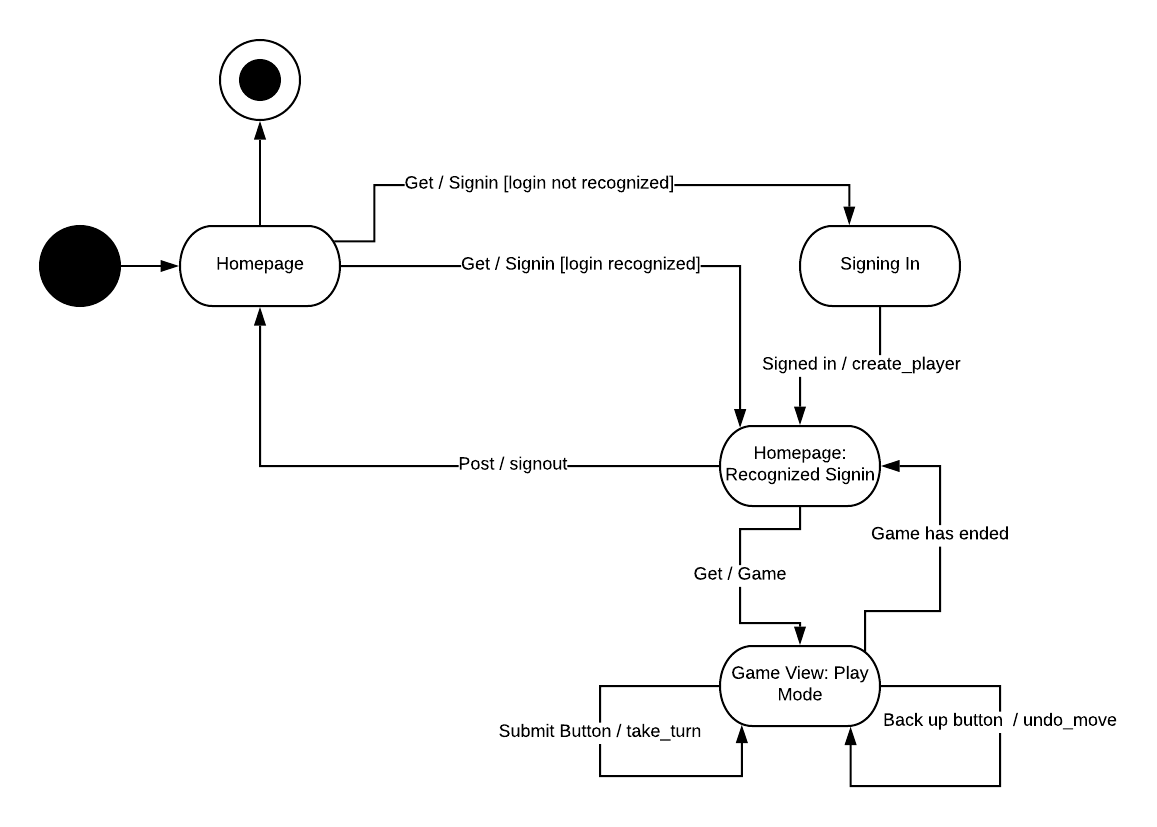 Get / Signin [login not recognized]
Homepage
Get / Signin [login recognized]
Signing In
Signed in / create_player
Homepage:
Recognized Signin
Post / signout
Game has ended
Get / Game
Game View: Play
Mode
Submit Button / take_turn
Back up button  / undo_move